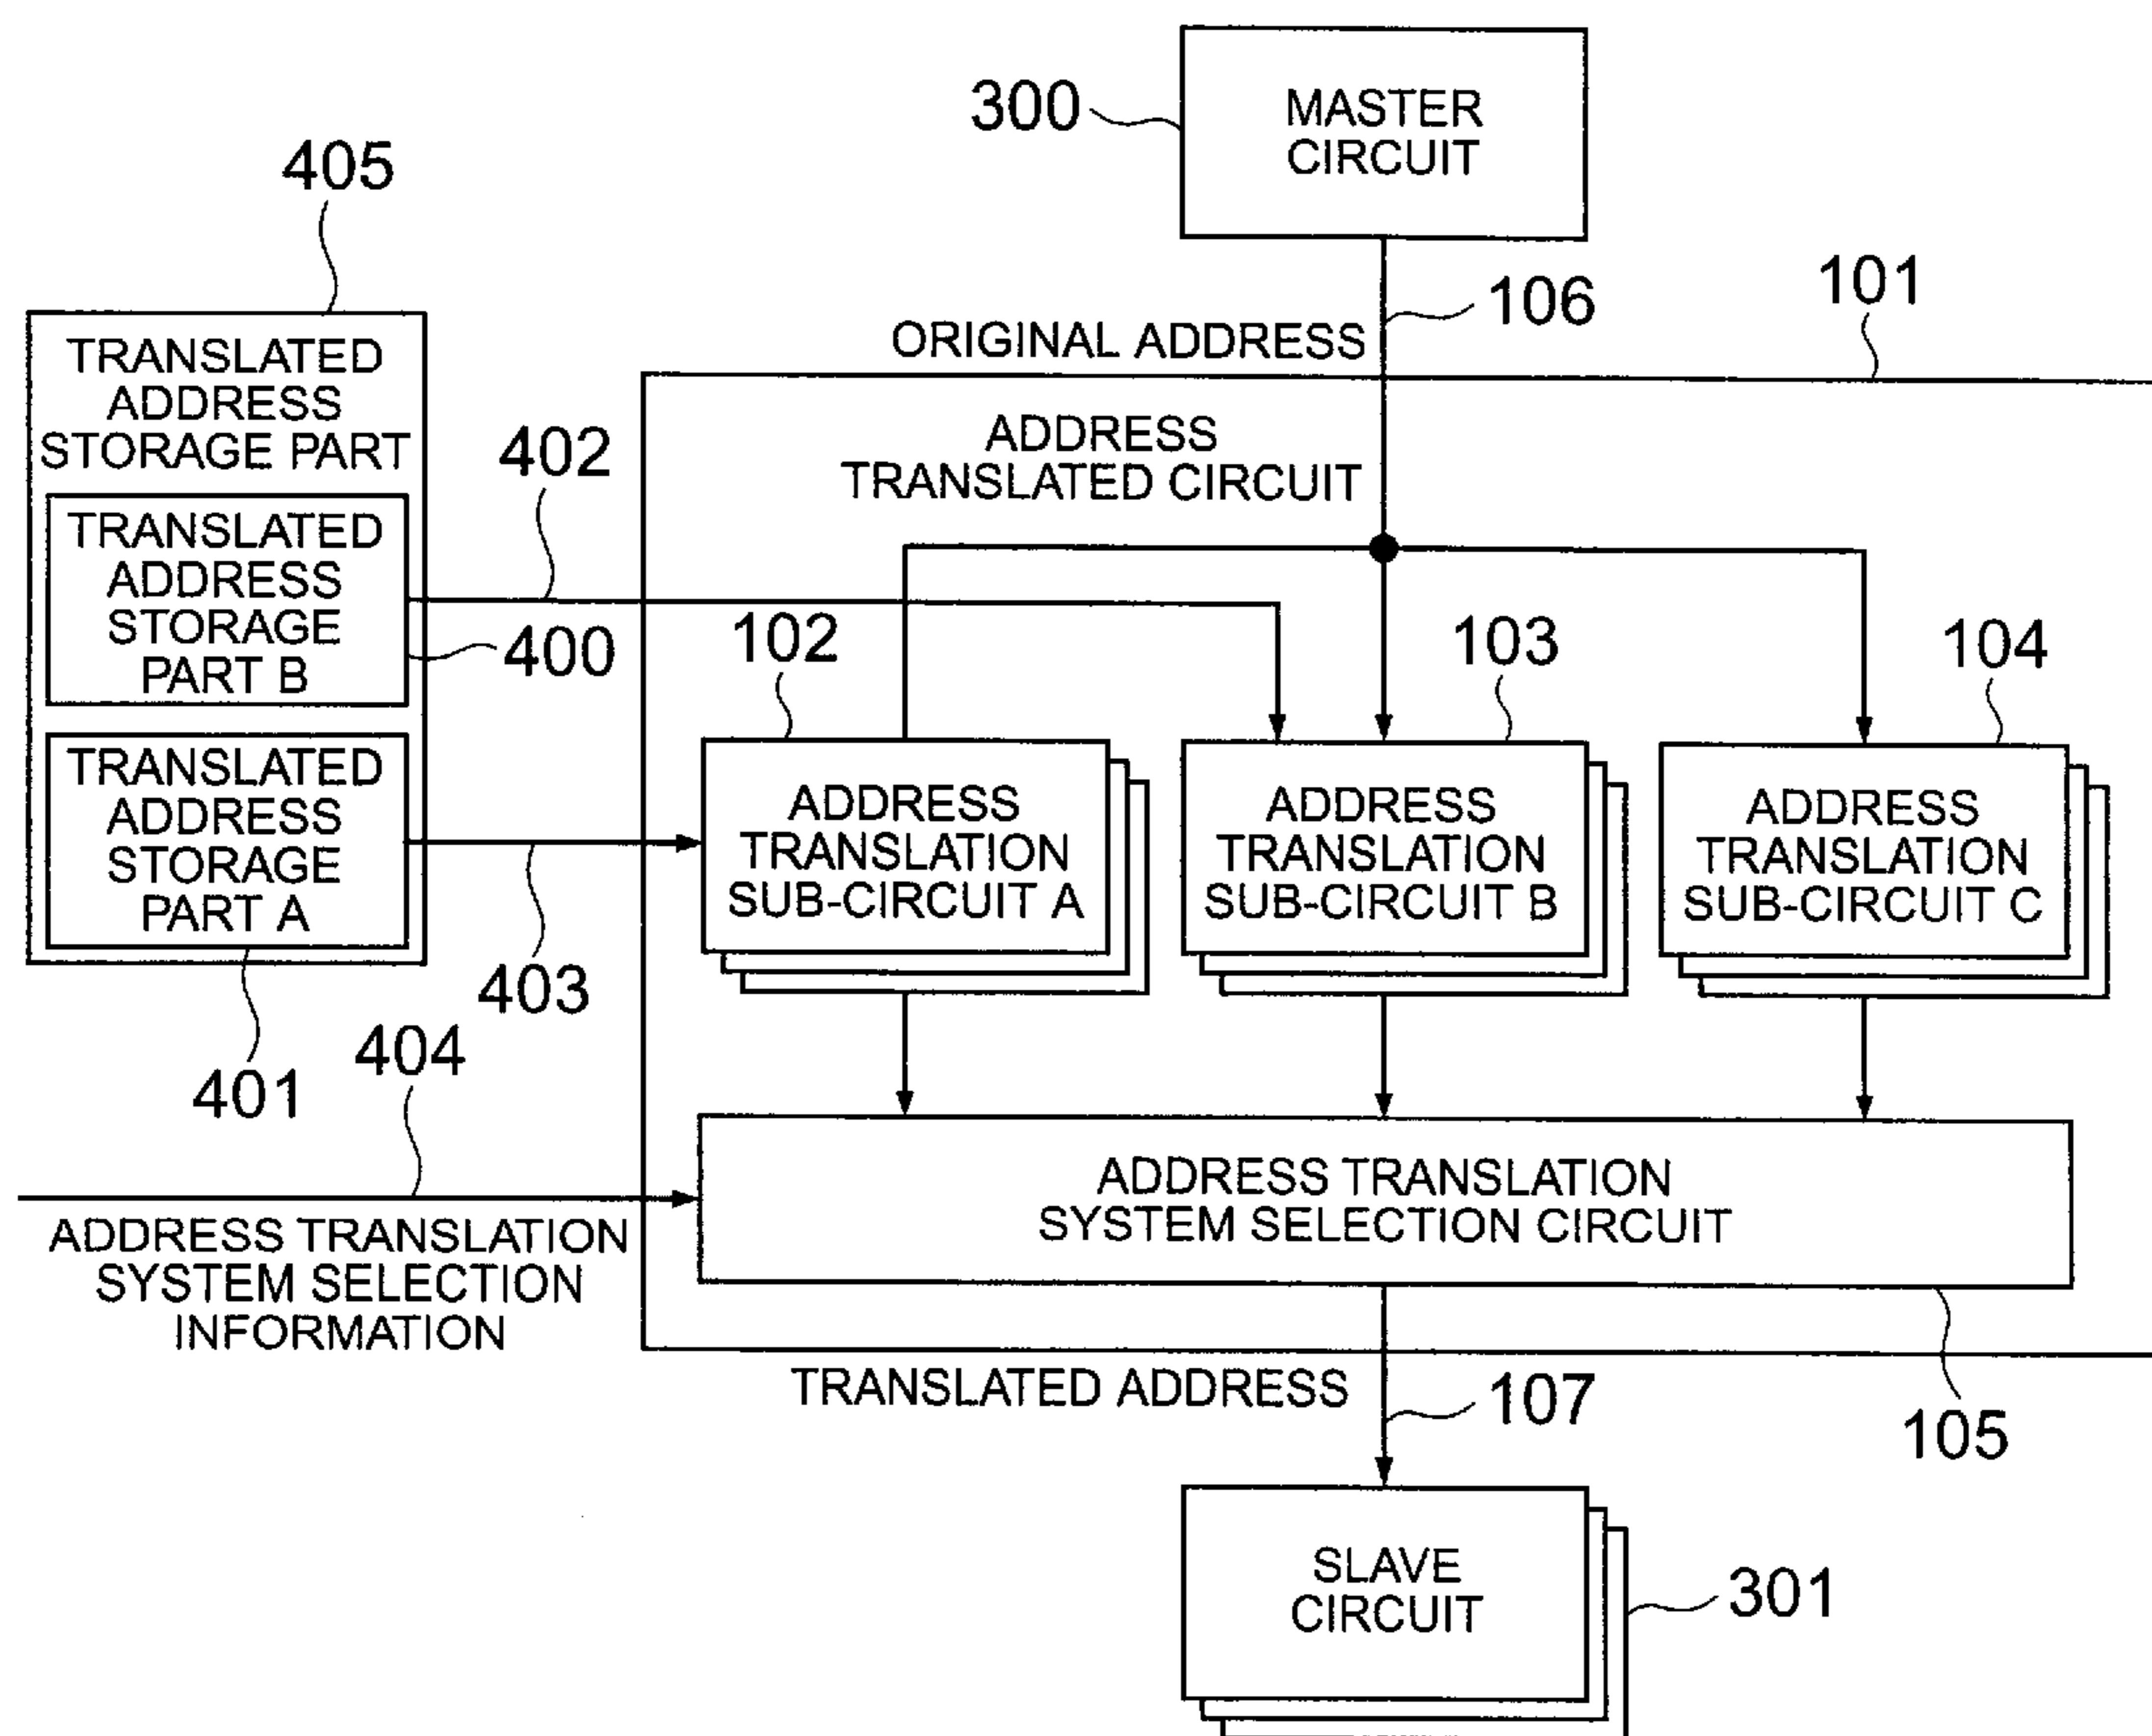 300
MASTER
CIRCUIT
405
106
101
ORIGINAL ADDRESS
TRANSLATED
ADDRESS
STORAGE PART
402
ADDRESS
TRANSLATED CIRCUIT
TRANSLATED
ADDRESS
STORAGE
PART B
400
102
103
104
TRANSLATED
ADDRESS
STORAGE
PART A
401
403
ADDRESS
TRANSLATION
SUB-CIRCUIT A
ADDRESS
TRANSLATION
SUB-CIRCUIT B
ADDRESS
TRANSLATION
SUB-CIRCUIT C
404
ADDRESS TRANSLATION
SYSTEM SELECTION
INFORMATION
ADDRESS TRANSLATION
SYSTEM SELECTION CIRCUIT
105
TRANSLATED ADDRESS
107
SLAVE
CIRCUIT
301